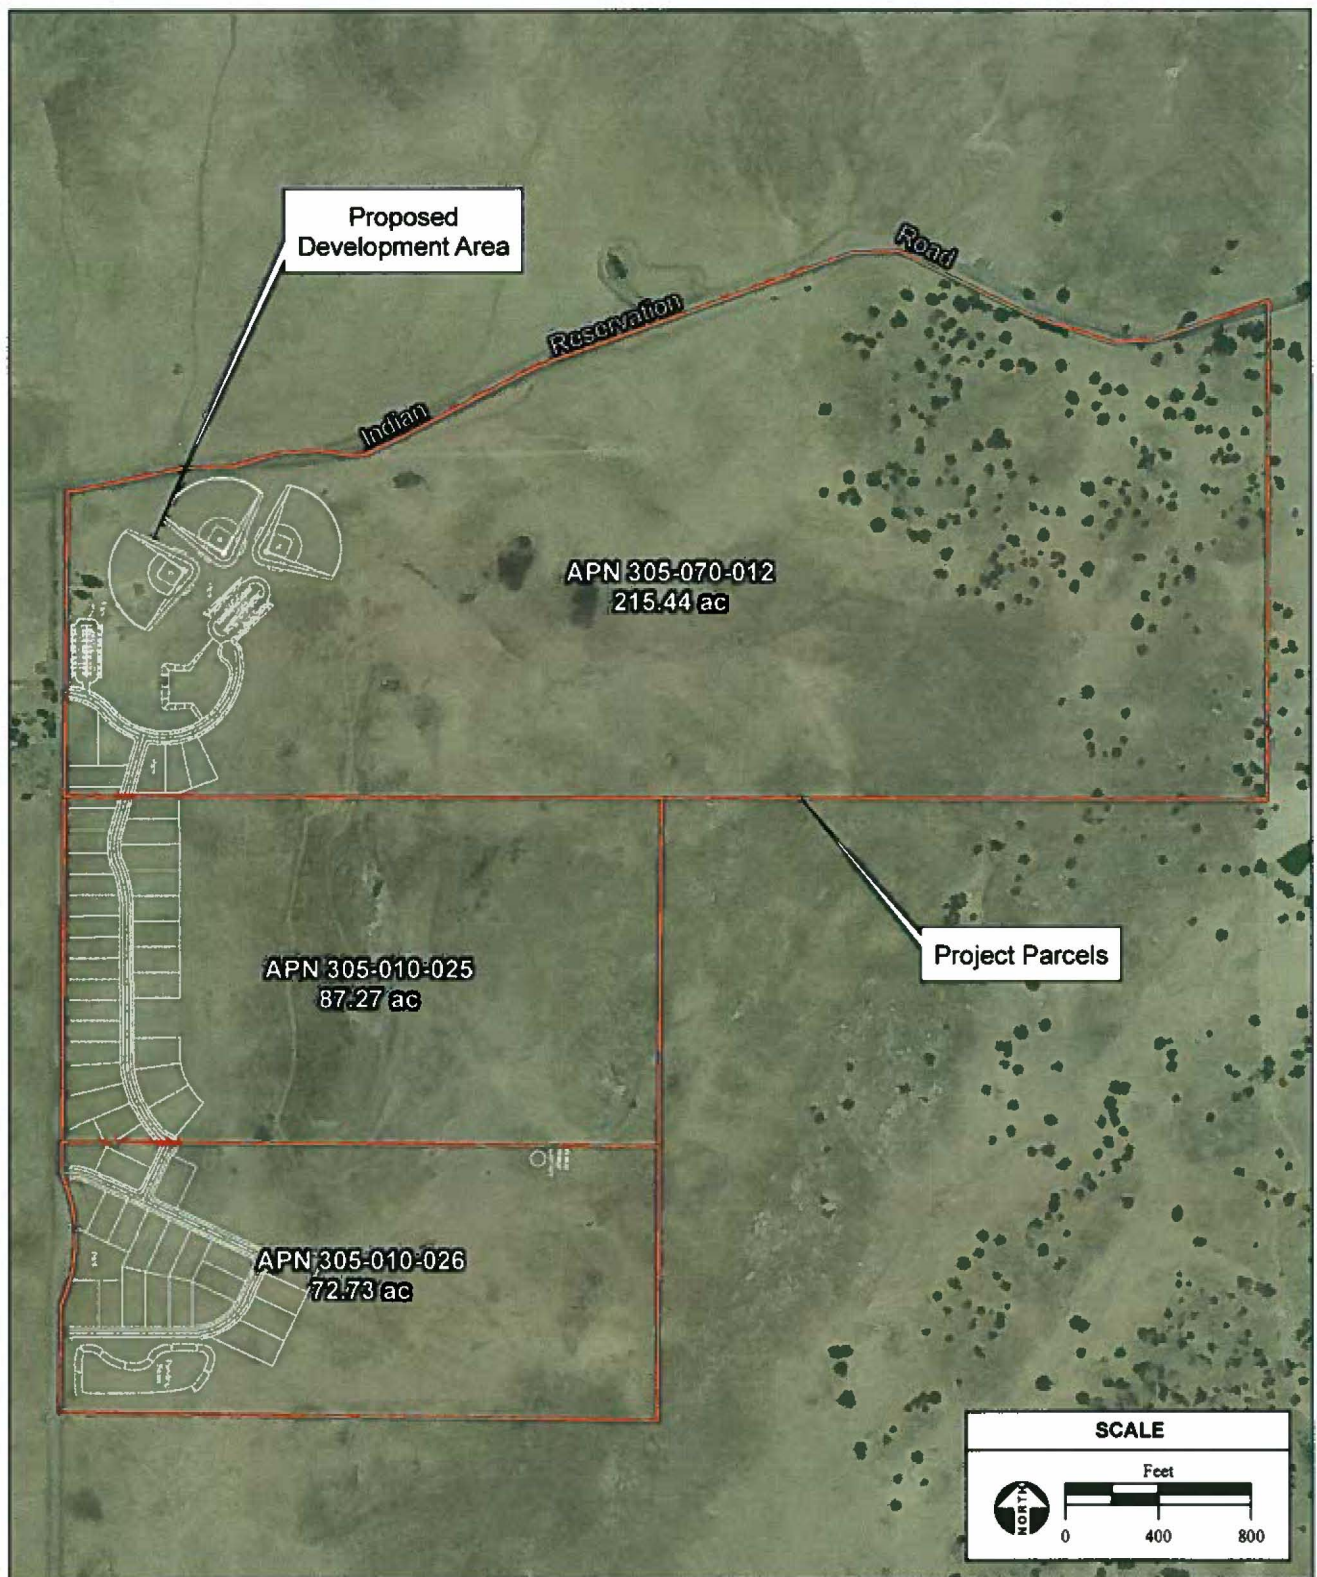 Proposed
Development Area
Road
Reservation
Indian
APN 305-070-012
215.44 ac
Project Parcels
APN 305-010-025
87.27 ac
APN 305-010-026
72.73 ac
SCALE
Feet
NORTH
0 400 800